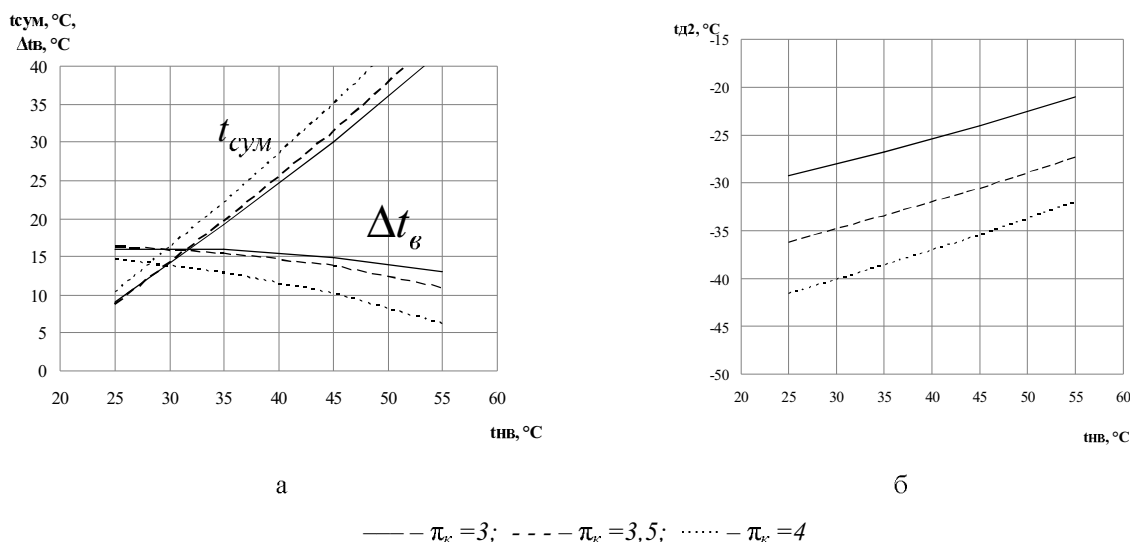 tсум, °C,
Δtв, °C
40
35
30
25
20
15
10
5
0
20 25 30 35 40 45 50 55 60
tнв, °C
t сум
Δt в
а
tд2, °C
-15
-20
-25
-30
-35
-40
-45
-50
20 25 30 35 40 45 50 55 60
tнв, °C
б
—— – πк =3; - - - – πк =3,5; ...... – πк =4